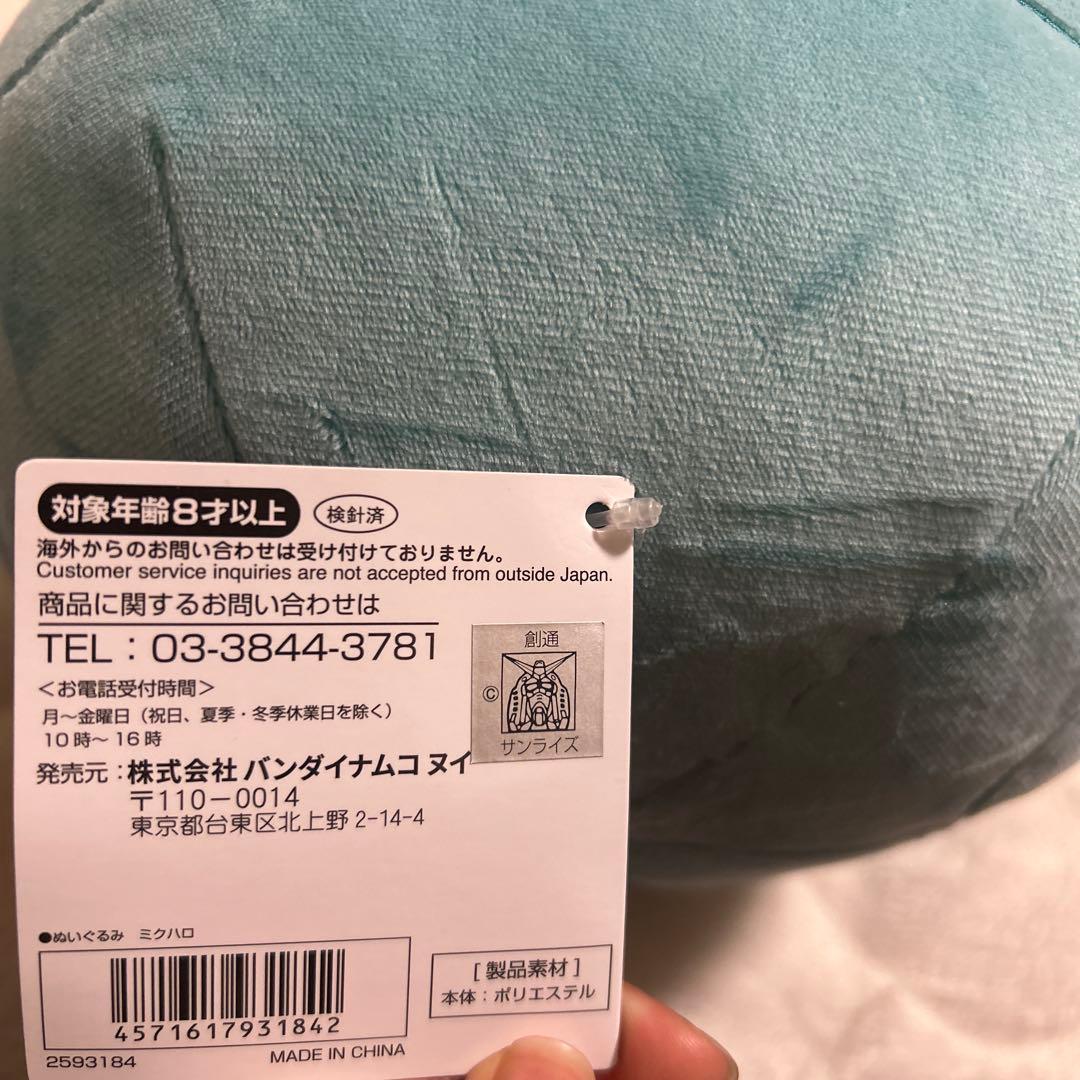 対象年齢8才以上
検針済
海外からのお問い合わせは受け付けておりません。
Customer service inquiries are not accepted from outside Japan.
商品に関するお問い合わせは
TEL：03-3844-3781
＜お電話受付時間＞
月～金曜日（祝日、夏季・冬季休業日を除く）
10時～16時
創通
©
サンライズ
発売元：株式会社 バンダイナムコ ヌイ
〒110－0014
東京都台東区北上野 2-14-4
●ぬいぐるみ ミクハロ
4571617931842
2593184
MADE IN CHINA
［ 製品素材 ］
本体：ポリエステル